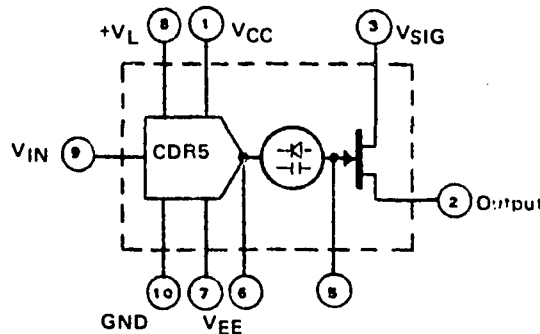 +VL 8 1 VCC 3 VSIG
VIN 9 CDR5
2 Output
10 7 6 5
GND VEE